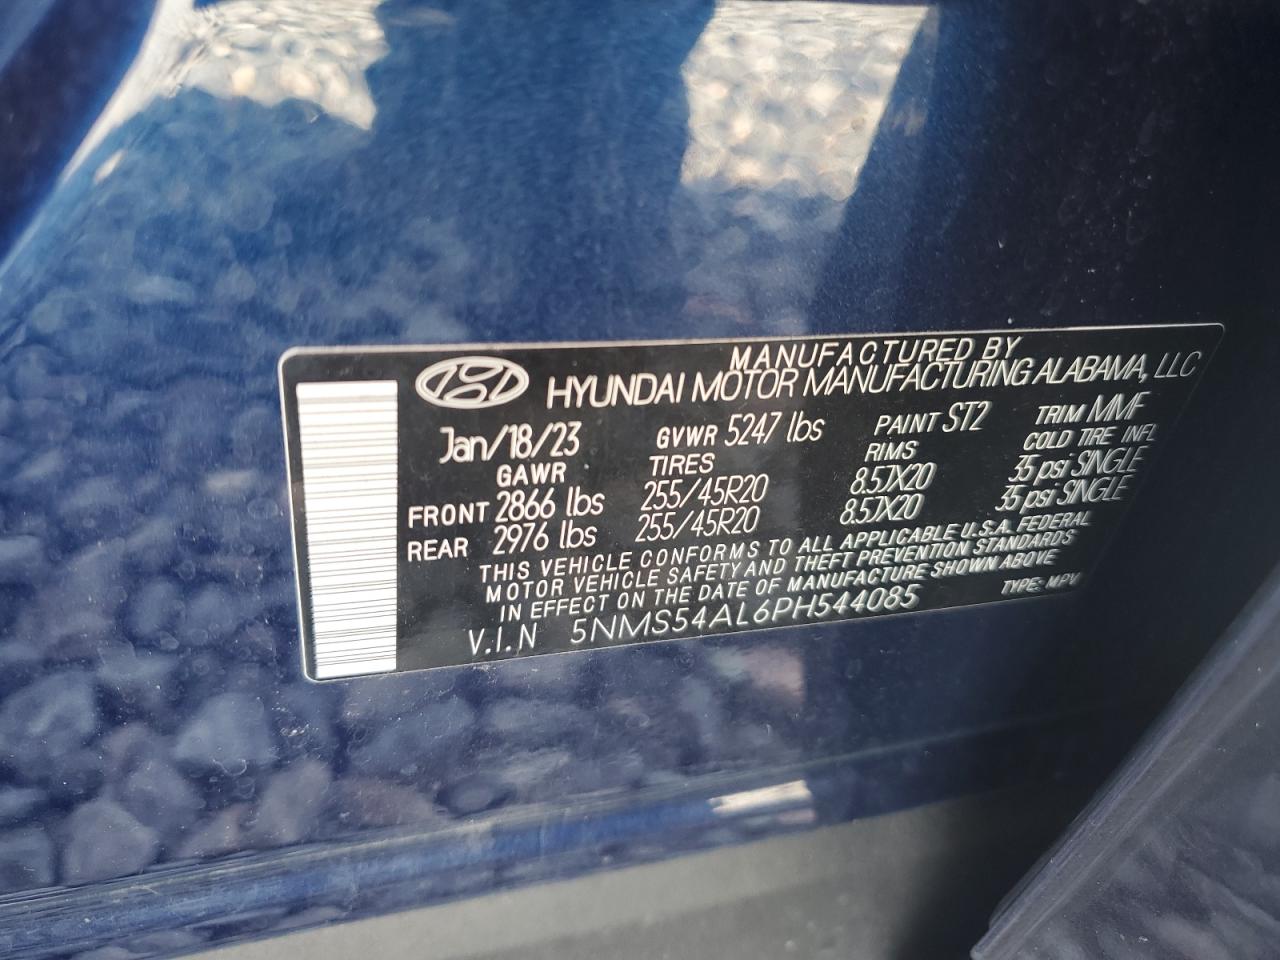 MANUFACTURED BY
HYUNDAI MOTOR MANUFACTURING ALABAMA, LLC
Jan/18/23 GVWR 5247 lbs PAINT ST2 TRIM MMF
GAWR TIRES RIMS COLD TIRE INFL
FRONT 2866 lbs 255/45R20 8.5JX20 35 psi SINGLE
REAR 2976 lbs 255/45R20 8.5JX20 35 psi SINGLE
THIS VEHICLE CONFORMS TO ALL APPLICABLE U.S.A. FEDERAL
MOTOR VEHICLE SAFETY AND THEFT PREVENTION STANDARDS
IN EFFECT ON THE DATE OF MANUFACTURE SHOWN ABOVE
V.I.N 5NMS54AL6PH544085 TYPE: MPV